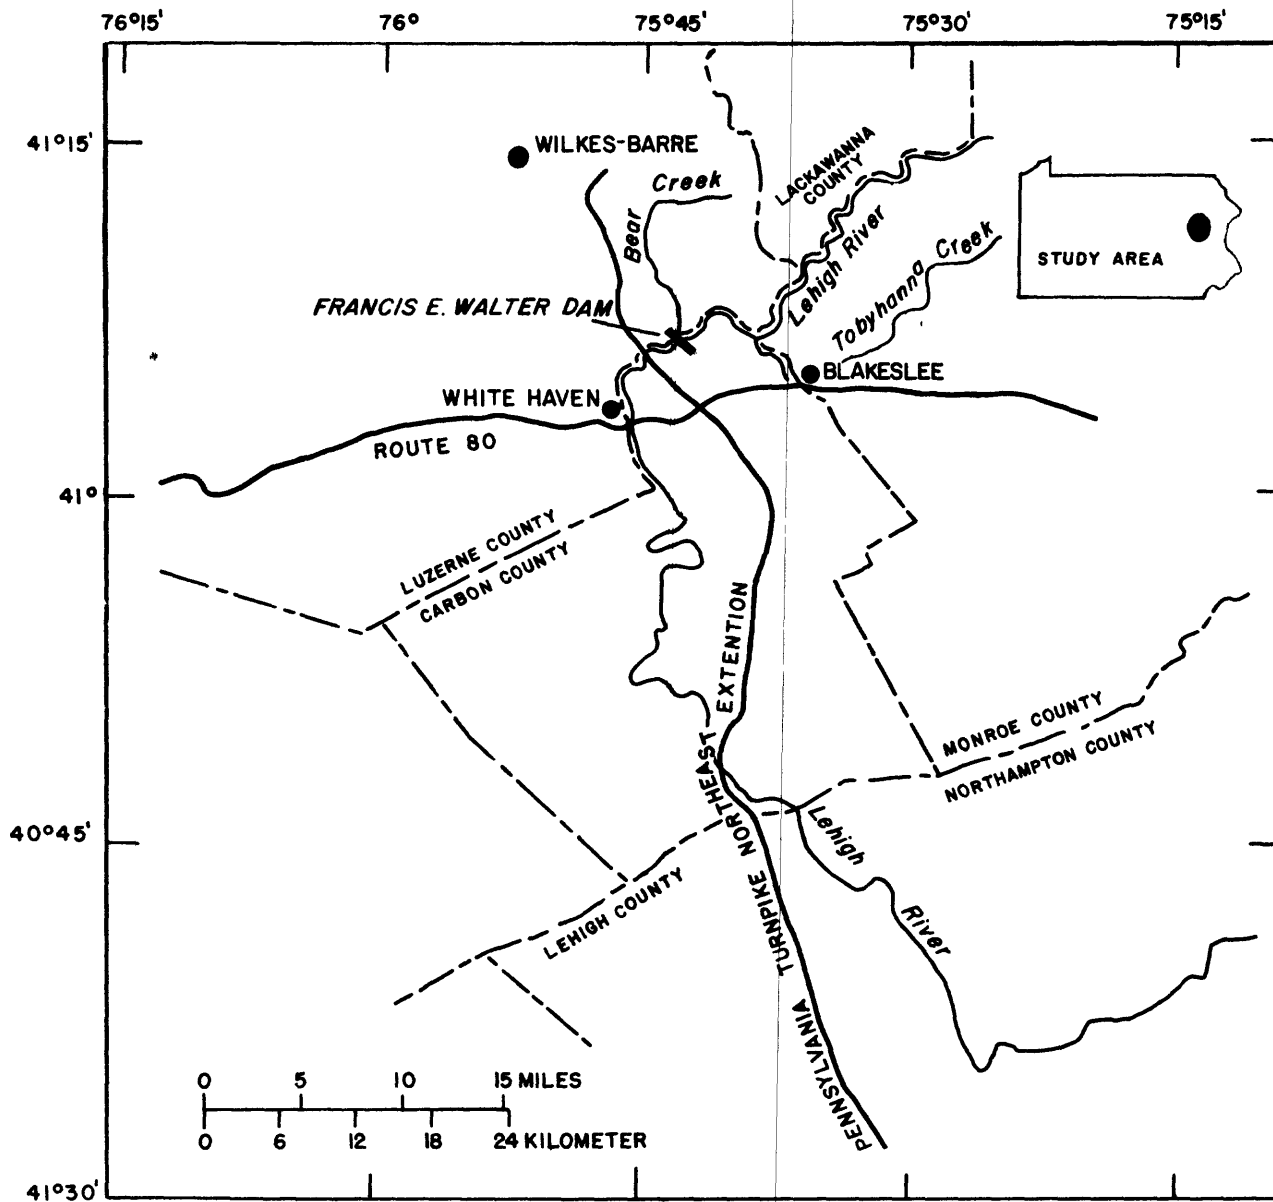 76°15' 76° 75°45' 75°30' 75°15'
41°15'
WILKES-BARRE
LACKAWANNA
COUNTY
Bear Creek
Lehigh River
Tobyhanna Creek
STUDY AREA
FRANCIS E. WALTER DAM
BLAKESLEE
WHITE HAVEN
ROUTE 80
41°
LUZERNE COUNTY
CARBON COUNTY
MONROE COUNTY
NORTHAMPTON COUNTY
PENNSYLVANIA TURNPIKE NORTHEAST EXTENTION
40°45'
Lehigh River
LEHIGH COUNTY
0 5 10 15 MILES
0 6 12 18 24 KILOMETER
41°30'